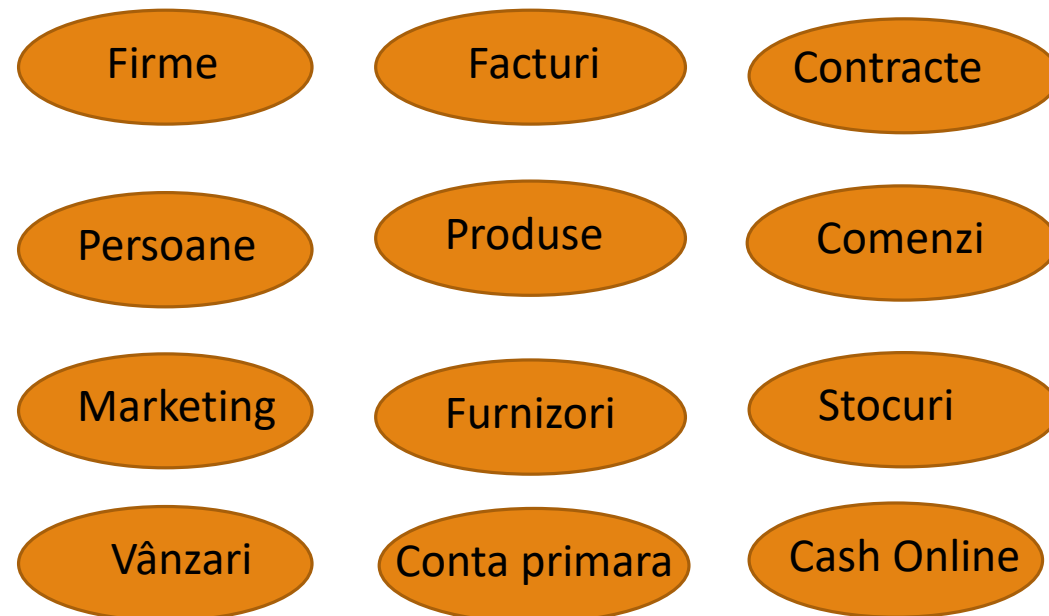 Firme
Facturi
Contracte
Persoane
Produse
Comenzi
Marketing
Furnizori
Stocuri
Vânzari
Conta primara
Cash Online